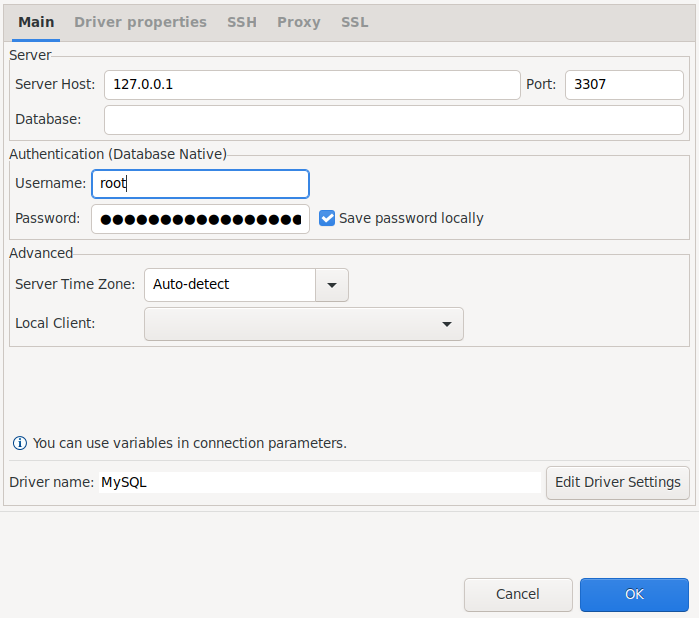 Main Driver properties SSH Proxy SSL
Server
Server Host: 127.0.0.1 Port: 3307
Database:
Authentication (Database Native)
Username: root
Password: ●●●●●●●●●●●●●●●●● Save password locally
Advanced
Server Time Zone: Auto-detect
Local Client:
You can use variables in connection parameters.
Driver name: MySQL Edit Driver Settings
Cancel OK